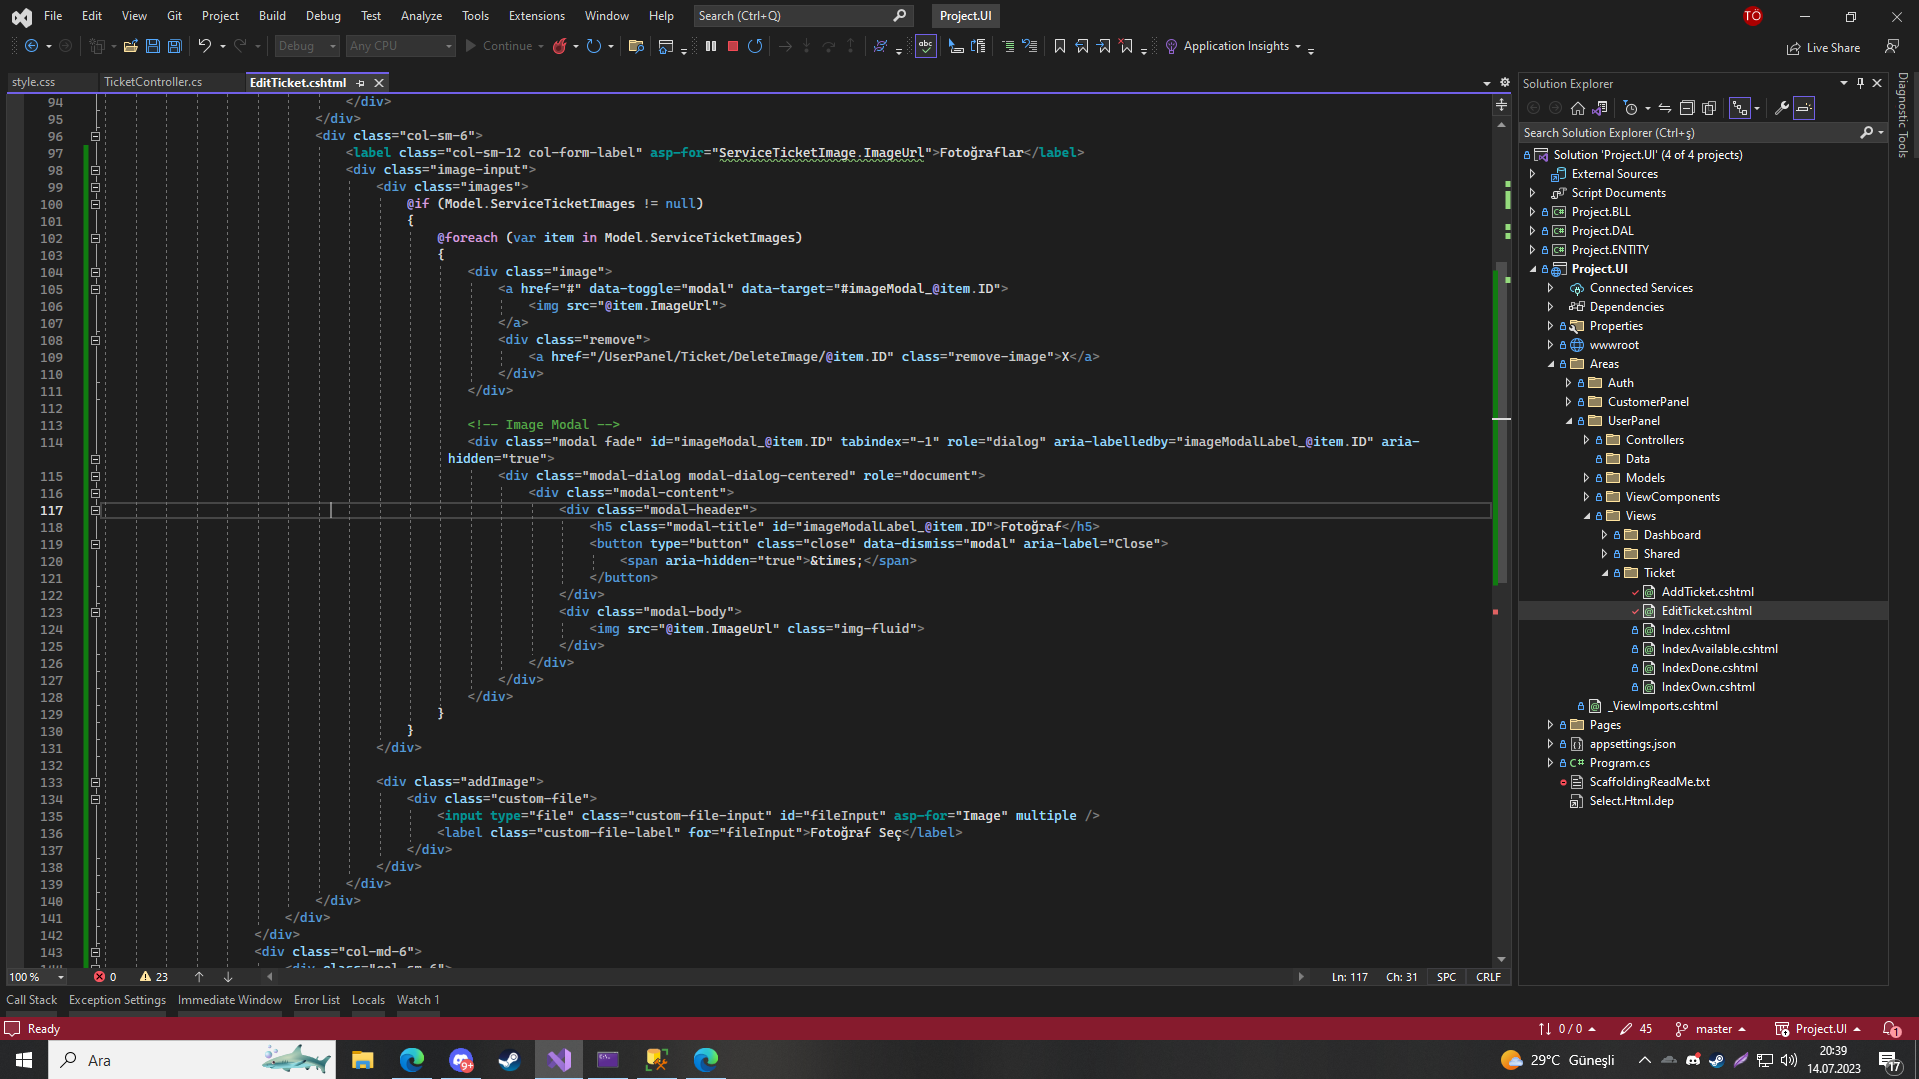 File Edit View Git Project Build Debug Test Analyze Tools Extensions Window Help Search (Ctrl+Q) Project.UI TÖ
Debug Any CPU Continue Application Insights Live Share
style.css TicketController.cs EditTicket.cshtml
94 </div>
95 </div>
96 <div class="col-sm-6">
97 <label class="col-sm-12 col-form-label" asp-for="ServiceTicketImage.ImageUrl">Fotoğraflar</label>
98 <div class="image-input">
99 <div class="images">
100 @if (Model.ServiceTicketImages != null)
101 {
102 @foreach (var item in Model.ServiceTicketImages)
103 {
104 <div class="image">
105 <a href="#" data-toggle="modal" data-target="#imageModal_@item.ID">
106 <img src="@item.ImageUrl">
107 </a>
108 <div class="remove">
109 <a href="/UserPanel/Ticket/DeleteImage/@item.ID" class="remove-image">X</a>
110 </div>
111 </div>
112
113 <!-- Image Modal -->
114 <div class="modal fade" id="imageModal_@item.ID" tabindex="-1" role="dialog" aria-labelledby="imageModalLabel_@item.ID" aria-
hidden="true">
115 <div class="modal-dialog modal-dialog-centered" role="document">
116 <div class="modal-content">
117 <div class="modal-header">
118 <h5 class="modal-title" id="imageModalLabel_@item.ID">Fotoğraf</h5>
119 <button type="button" class="close" data-dismiss="modal" aria-label="Close">
120 <span aria-hidden="true">&times;</span>
121 </button>
122 </div>
123 <div class="modal-body">
124 <img src="@item.ImageUrl" class="img-fluid">
125 </div>
126 </div>
127 </div>
128 </div>
129 }
130 }
131 </div>
132
133 <div class="addImage">
134 <div class="custom-file">
135 <input type="file" class="custom-file-input" id="fileInput" asp-for="Image" multiple />
136 <label class="custom-file-label" for="fileInput">Fotoğraf Seç</label>
137 </div>
138 </div>
139 </div>
140 </div>
141 </div>
142 </div>
143 <div class="col-md-6">
100 % 0 23 Ln: 117 Ch: 31 SPC CRLF
Call Stack Exception Settings Immediate Window Error List Locals Watch 1
Solution Explorer
Search Solution Explorer (Ctrl+ş)
Solution 'Project.UI' (4 of 4 projects)
External Sources
Script Documents
Project.BLL
Project.DAL
Project.ENTITY
Project.UI
Connected Services
Dependencies
Properties
wwwroot
Areas
Auth
CustomerPanel
UserPanel
Controllers
Data
Models
ViewComponents
Views
Dashboard
Shared
Ticket
AddTicket.cshtml
EditTicket.cshtml
Index.cshtml
IndexAvailable.cshtml
IndexDone.cshtml
IndexOwn.cshtml
_ViewImports.cshtml
Pages
appsettings.json
Program.cs
ScaffoldingReadMe.txt
Select.Html.dep
Diagnostic Tools
Ready 0 / 0 45 master Project.UI 1
Ara 9+ 29°C Güneşli 20:39
14.07.2023 17